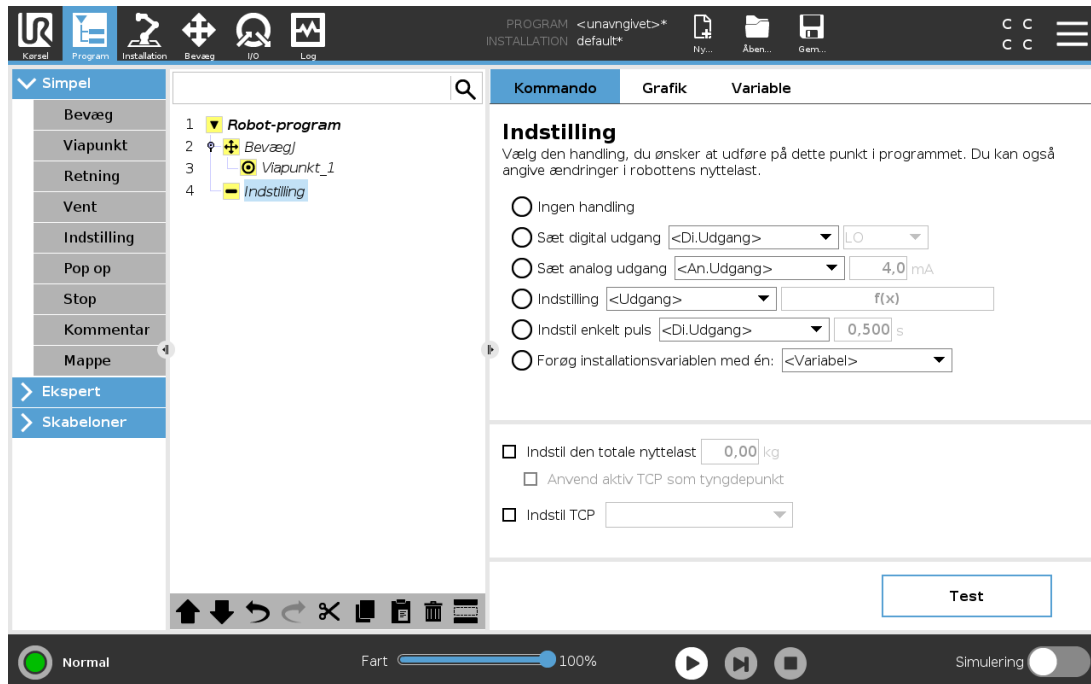 UR
PROGRAM <unavngivet>*
INSTALLATION default*
Kørsel
Program
Installation
Bevæg
I/O
Log
Ny...
Åben...
Gem...
C C
C C
Simpel
Bevæg
Viapunkt
Retning
Vent
Indstilling
Pop op
Stop
Kommentar
Mappe
Ekspert
Skabeloner
1 Robot-program
2 BevægJ
3 Viapunkt_1
4 Indstilling
Kommando Grafik Variable
Indstilling
Vælg den handling, du ønsker at udføre på dette punkt i programmet. Du kan også
angive ændringer i robottens nyttelast.
Ingen handling
Sæt digital udgang <Di.Udgang> LO
Sæt analog udgang <An.Udgang> 4,0 mA
Indstilling <Udgang> f(x)
Indstil enkelt puls <Di.Udgang> 0,500 s
Forøg installationsvariablen med én: <Variabel>
Indstil den totale nyttelast 0,00 kg
Anvend aktiv TCP som tyngdepunkt
Indstil TCP
Test
Normal
Fart 100%
Simulering